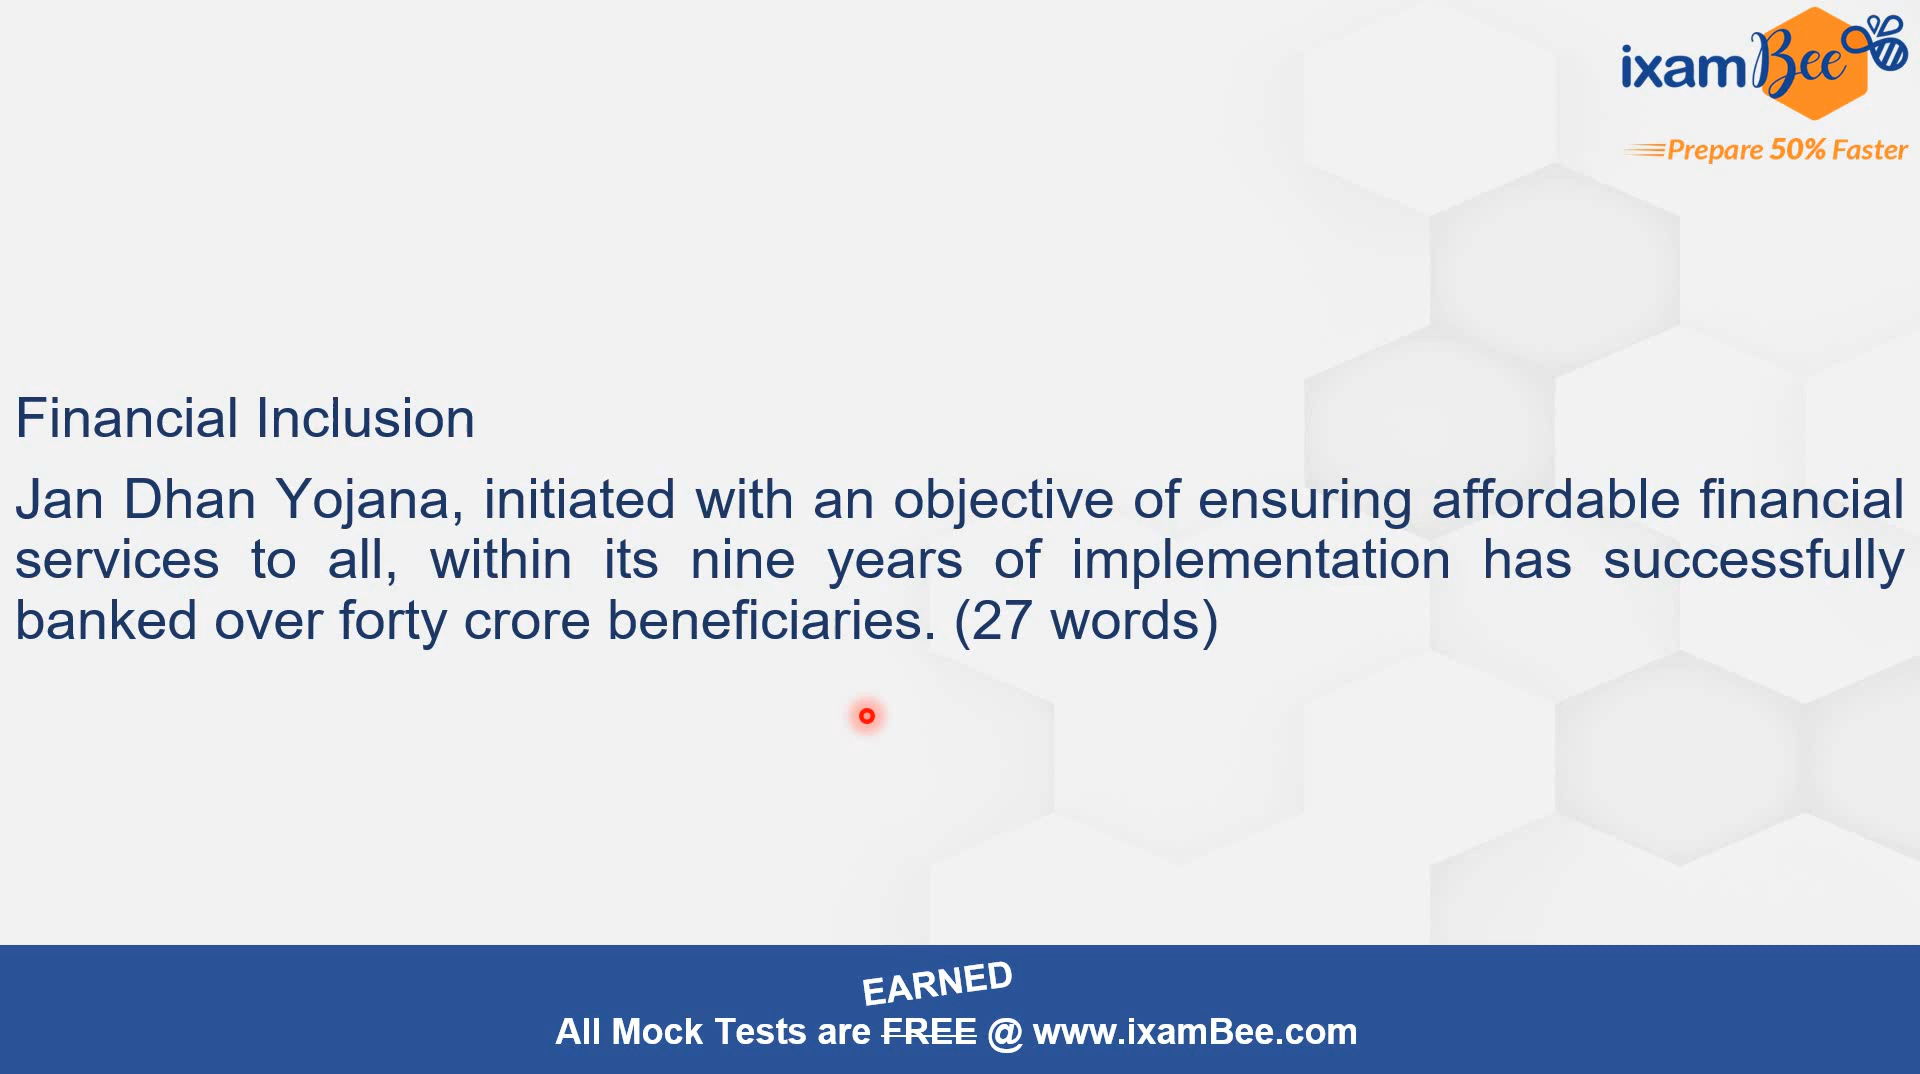 ixamBee
Prepare 50% Faster
Financial Inclusion
Jan Dhan Yojana, initiated with an objective of ensuring affordable financial
services to all, within its nine years of implementation has successfully
banked over forty crore beneficiaries. (27 words)
EARNED
All Mock Tests are FREE @ www.ixamBee.com